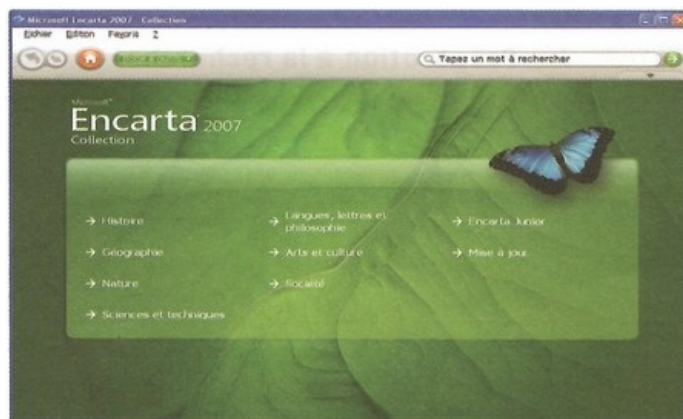 Microsoft Encarta 2007 Collection
Fichier Edition Favoris ?
Tapez un mot à rechercher
Microsoft
Encarta 2007
Collection
→ Histoire
→ Langues, lettres et
philosophie
→ Encarta Junior
→ Géographie
→ Arts et culture
→ Mise à jour
→ Nature
→ Société
→ Sciences et techniques